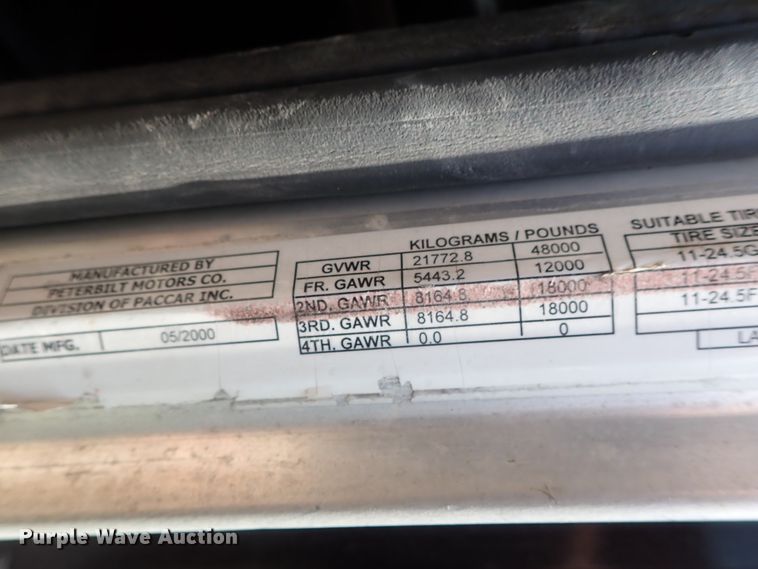 MANUFACTURED BY
PETERBILT MOTORS CO.
DIVISION OF PACCAR INC.
DATE MFG. 05/2000
KILOGRAMS / POUNDS
GVWR 21772.8 48000
FR. GAWR 5443.2 12000
2ND. GAWR 8164.8 18000
3RD. GAWR 8164.8 18000
4TH. GAWR 0.0 0
SUITABLE TIR
TIRE SIZE
11-24.5G
11-24.5F
11-24.5F
LA
Purple Wave Auction